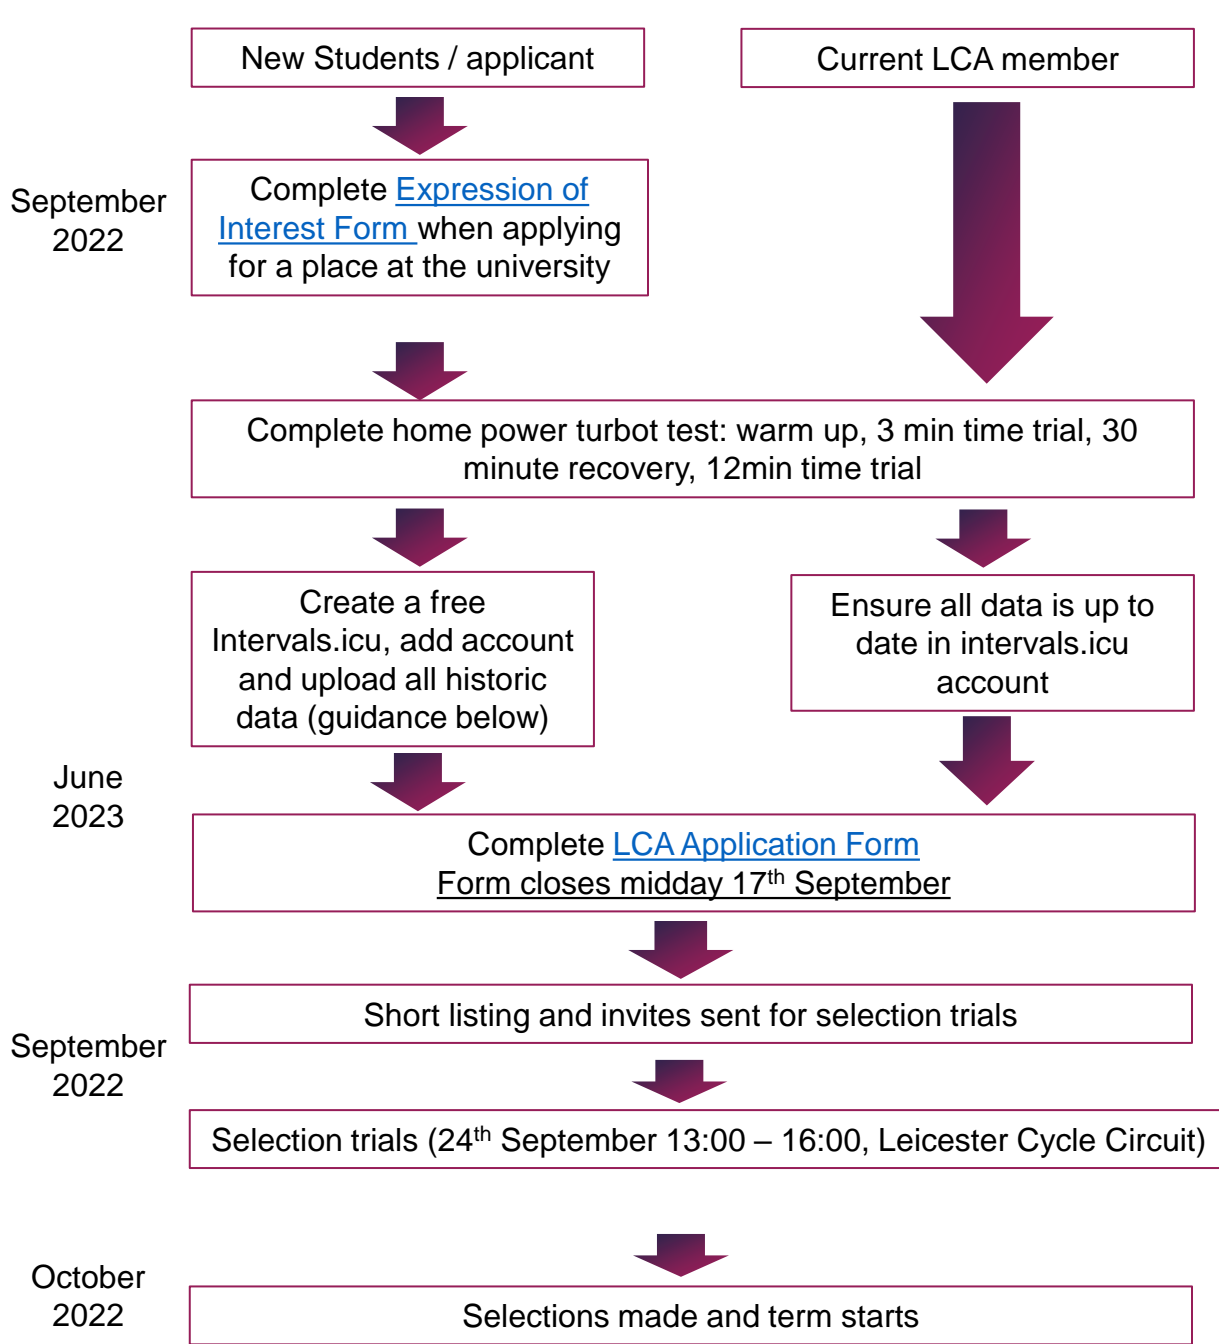 New Students / applicant
Current LCA member
September
2022
Complete Expression of
Interest Form when applying
for a place at the university
Complete home power turbot test: warm up, 3 min time trial, 30
minute recovery, 12min time trial
Create a free
Intervals.icu, add account
and upload all historic
data (guidance below)
Ensure all data is up to
date in intervals.icu
account
June
2023
Complete LCA Application Form
Form closes midday 17th September
Short listing and invites sent for selection trials
September
2022
Selection trials (24th September 13:00 – 16:00, Leicester Cycle Circuit)
October
2022
Selections made and term starts